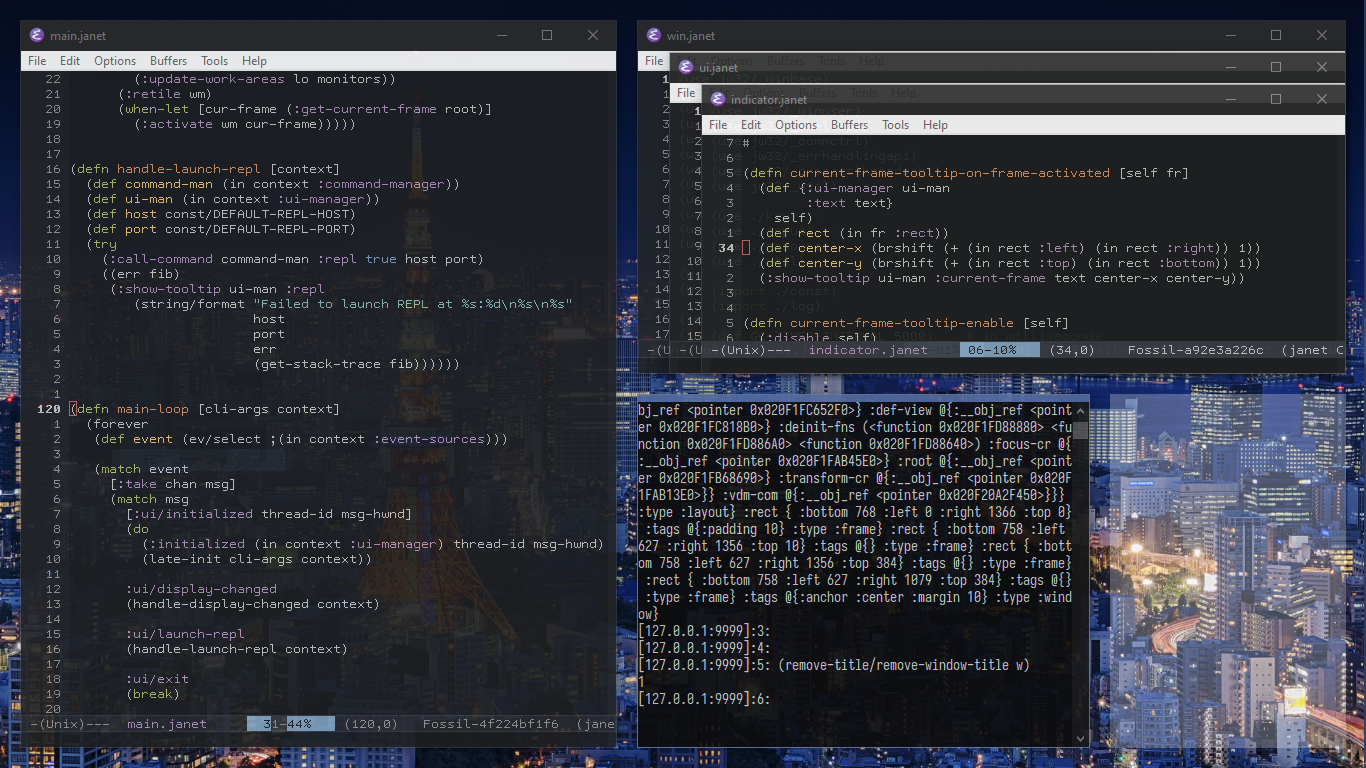 main.janet
File Edit Options Buffers Tools Help
22 (:update-work-areas lo monitors))
21 (:retile wm)
20 (when-let [cur-frame (:get-current-frame root)]
19 (:activate wm cur-frame)))))
18
17
16 (defn handle-launch-repl [context]
15 (def command-man (in context :command-manager))
14 (def ui-man (in context :ui-manager))
13 (def host const/DEFAULT-REPL-HOST)
12 (def port const/DEFAULT-REPL-PORT)
11 (try
10 (:call-command command-man :repl true host port)
9 ((err fib)
8 (:show-tooltip ui-man :repl
7 (string/format "Failed to launch REPL at %s:%d\n%s\n%s"
6 host
5 port
4 err
3 (get-stack-trace fib))))))
2
1
120 (defn main-loop [cli-args context]
1 (forever
2 (def event (ev/select ;(in context :event-sources)))
3
4 (match event
5 [:take chan msg]
6 (match msg
7 [:ui/initialized thread-id msg-hwnd]
8 (do
9 (:initialized (in context :ui-manager) thread-id msg-hwnd)
10 (late-init cli-args context))
11
12 :ui/display-changed
13 (handle-display-changed context)
14
15 :ui/launch-repl
16 (handle-launch-repl context)
17
18 :ui/exit
19 (break)
20
-(Unix)--- main.janet 31-44% (120,0) Fossil-4f224bf1f6 (jane
win.janet
File
ui.janet
File
indicator.janet
File Edit Options Buffers Tools Help
7 #
6
5 (defn current-frame-tooltip-on-frame-activated [self fr]
4 (def {:ui-manager ui-man
3 :text text}
2 self)
1 (def rect (in fr :rect))
34 (def center-x (brshift (+ (in rect :left) (in rect :right)) 1))
1 (def center-y (brshift (+ (in rect :top) (in rect :bottom)) 1))
2 (:show-tooltip ui-man :current-frame text center-x center-y))
3
4
5 (defn current-frame-tooltip-enable [self]
6 (:disable self)
-(U -(U -(Unix)--- indicator.janet 06-10% (34,0) Fossil-a92e3a226c (janet C
bj_ref <pointer 0x020F1FC652F0>} :def-view @{:__obj_ref <point
er 0x020F1FC818B0>} :deinit-fns (<function 0x020F1FD88880> <fu
nction 0x020F1FD886A0> <function 0x020F1FD88640>) :focus-cr @{
:__obj_ref <pointer 0x020F1FAB45E0>} :root @{:__obj_ref <point
er 0x020F1FB68690>} :transform-cr @{:__obj_ref <pointer 0x020F
1FAB13E0>}} :vdm-com @{:__obj_ref <pointer 0x020F20A2F450>}}}
:type :layout} :rect { :bottom 768 :left 0 :right 1366 :top 0}
:tags @{:padding 10} :type :frame} :rect { :bottom 758 :left
627 :right 1356 :top 10} :tags @{} :type :frame} :rect { :bott
om 758 :left 627 :right 1356 :top 384} :tags @{} :type :frame}
:rect { :bottom 758 :left 627 :right 1079 :top 384} :tags @{}
:type :frame} :tags @{:anchor :center :margin 10} :type :wind
ow}
[127.0.0.1:9999]:3:
[127.0.0.1:9999]:4:
[127.0.0.1:9999]:5: (remove-title/remove-window-title w)
1
[127.0.0.1:9999]:6: